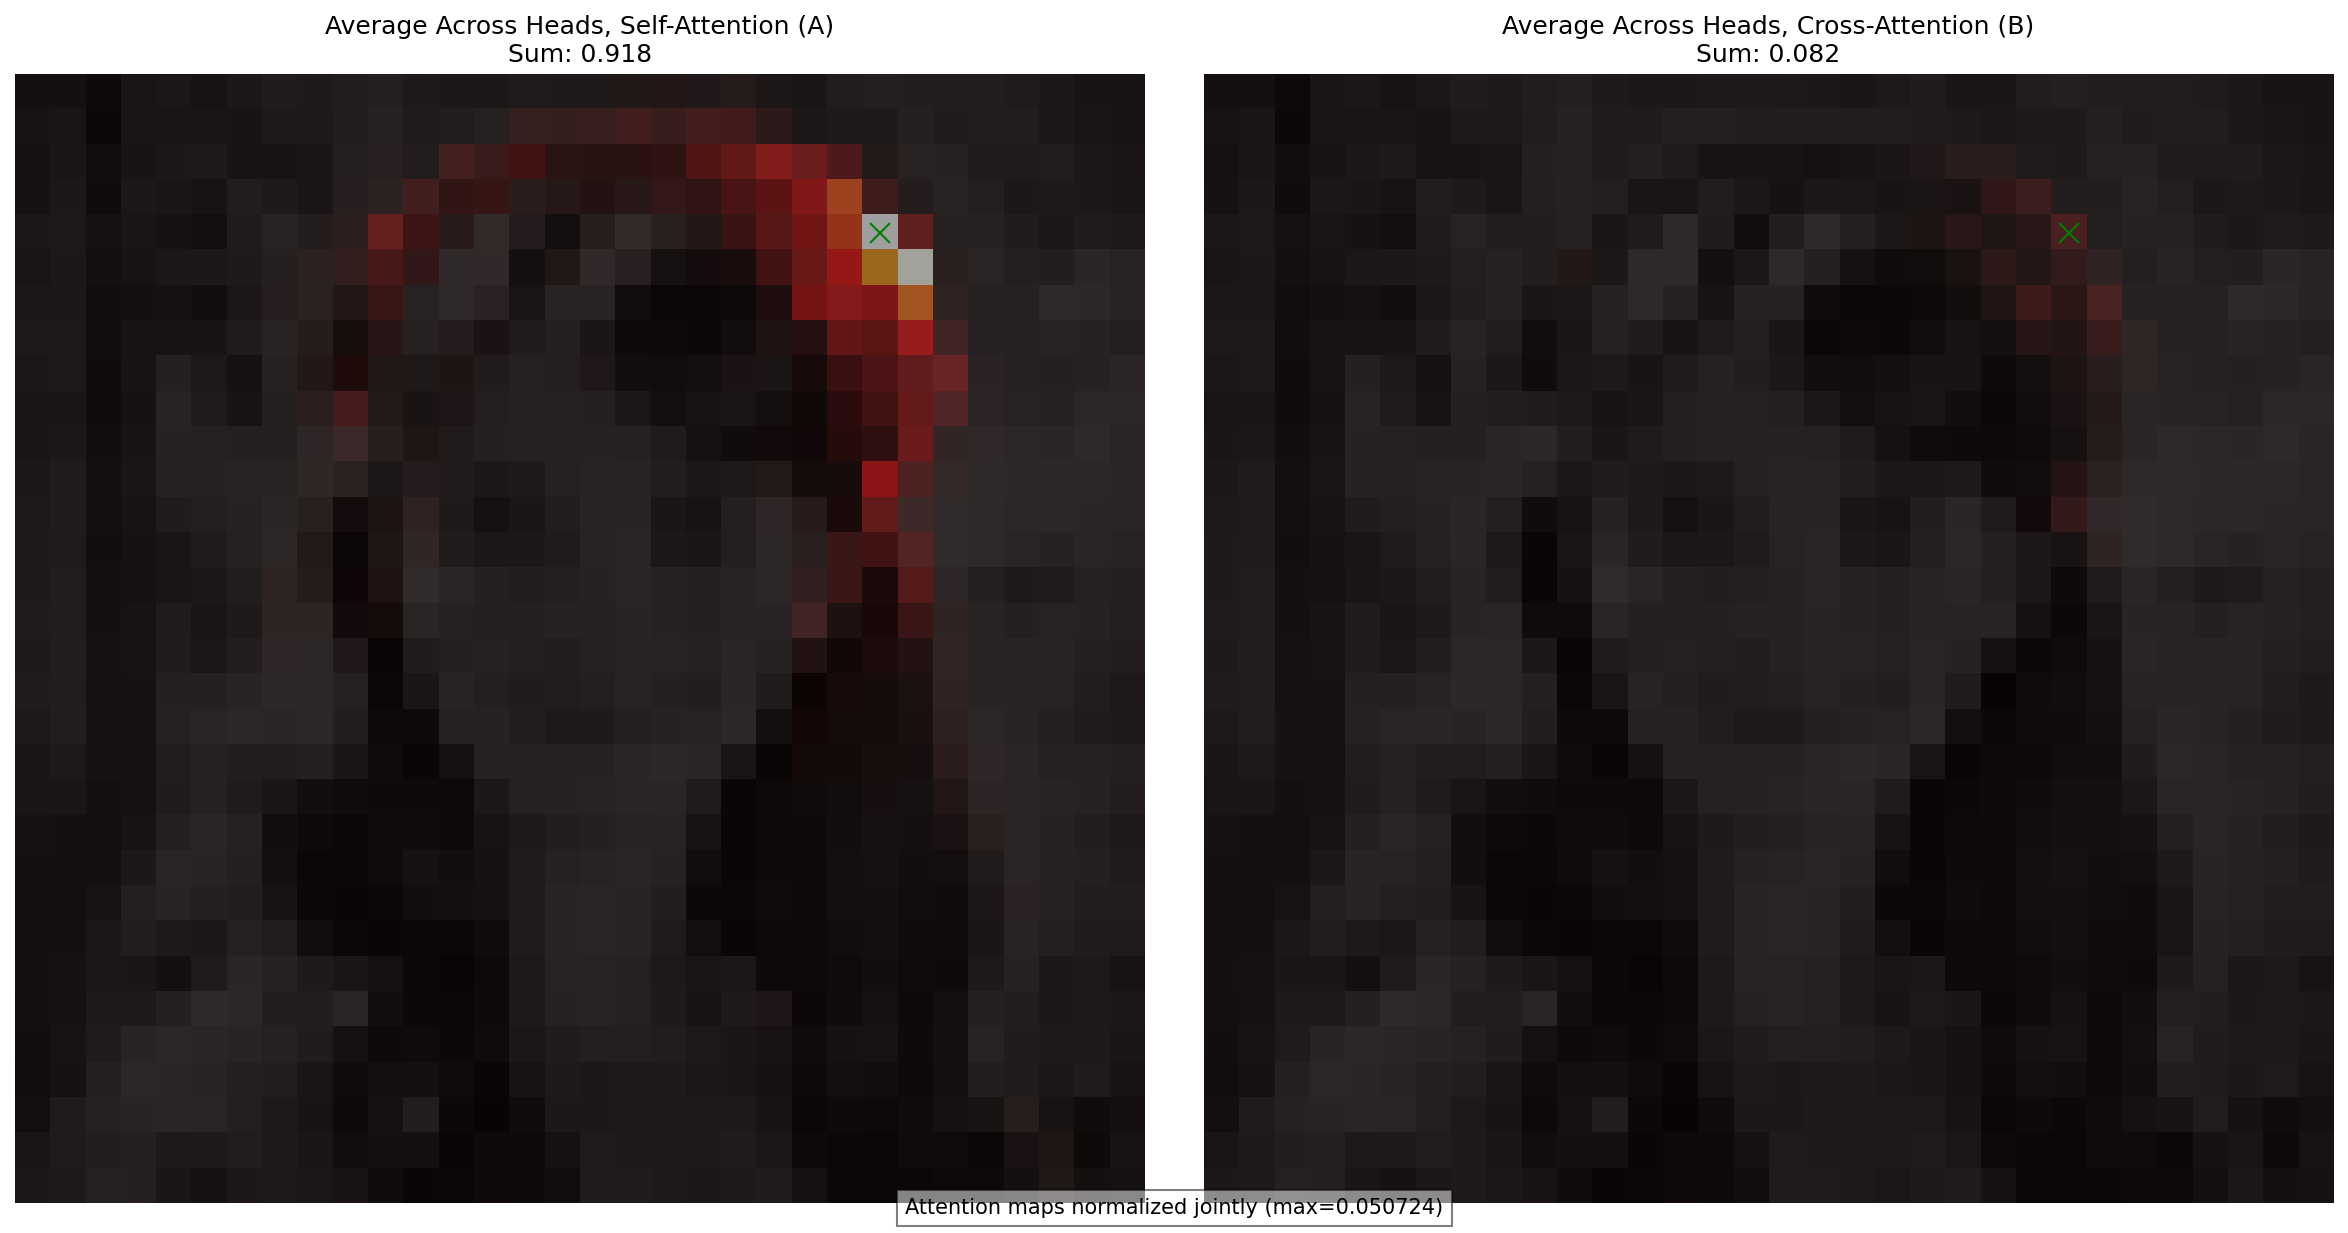 Average Across Heads, Self-Attention (A)
Sum: 0.918
Average Across Heads, Cross-Attention (B)
Sum: 0.082
Attention maps normalized jointly (max=0.050724)